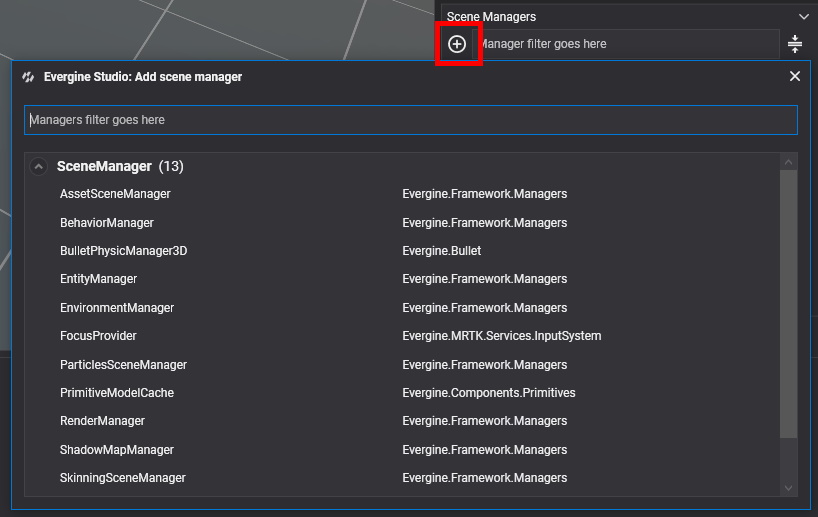 Scene Managers
Manager filter goes here
Evergine Studio: Add scene manager
Managers filter goes here
SceneManager (13)
AssetSceneManager Evergine.Framework.Managers
BehaviorManager Evergine.Framework.Managers
BulletPhysicManager3D Evergine.Bullet
EntityManager Evergine.Framework.Managers
EnvironmentManager Evergine.Framework.Managers
FocusProvider Evergine.MRTK.Services.InputSystem
ParticlesSceneManager Evergine.Framework.Managers
PrimitiveModelCache Evergine.Components.Primitives
RenderManager Evergine.Framework.Managers
ShadowMapManager Evergine.Framework.Managers
SkinningSceneManager Evergine.Framework.Managers